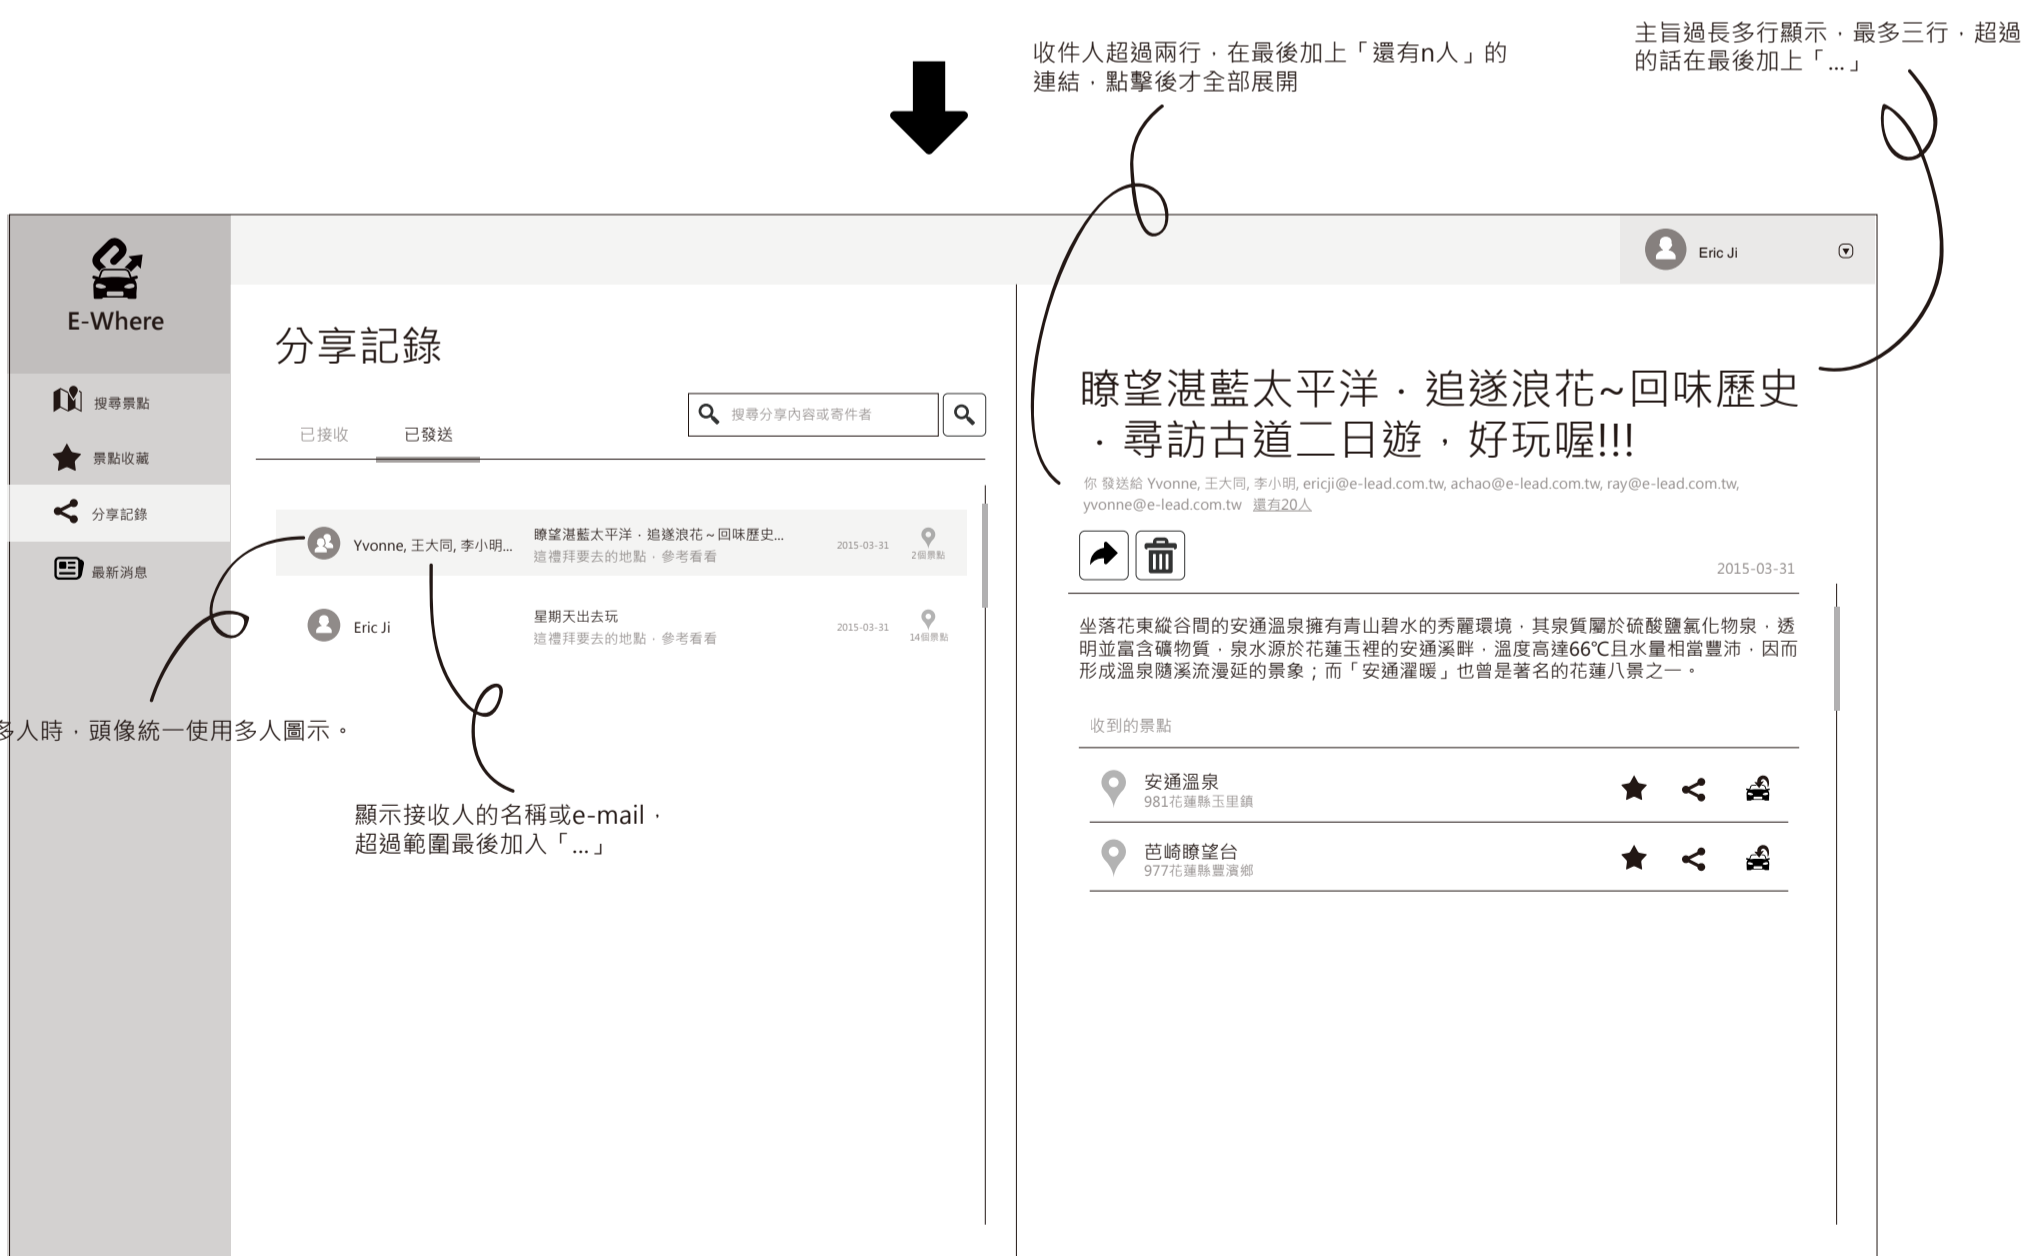 收件人超過兩行，在最後加上「還有n人」的
連結，點擊後才全部展開
主旨過長多行顯示，最多三行，超過
的話在最後加上「...」
E-Where
搜尋景點
景點收藏
分享記錄
最新消息
Eric Ji
分享記錄
已接收
已發送
搜尋分享內容或寄件者
Yvonne, 王大同, 李小明...
瞭望湛藍太平洋．追遂浪花~回味歷史...
這禮拜要去的地點，參考看看
2015-03-31
2個景點
Eric Ji
星期天出去玩
這禮拜要去的地點，參考看看
2015-03-31
14個景點
多人時，頭像統一使用多人圖示。
顯示接收人的名稱或e-mail，
超過範圍最後加入「...」
瞭望湛藍太平洋．追遂浪花~回味歷史
．尋訪古道二日遊，好玩喔!!!
你 發送給 Yvonne, 王大同, 李小明, ericji@e-lead.com.tw, achao@e-lead.com.tw, ray@e-lead.com.tw,
yvonne@e-lead.com.tw 還有20人
2015-03-31
坐落花東縱谷間的安通溫泉擁有青山碧水的秀麗環境，其泉質屬於硫酸鹽氯化物泉，透
明並富含礦物質，泉水源於花蓮玉裡的安通溪畔，溫度高達66℃且水量相當豐沛，因而
形成溫泉隨溪流漫延的景象；而「安通濯暖」也曾是著名的花蓮八景之一。
收到的景點
安通溫泉
981花蓮縣玉里鎮
芭崎瞭望台
977花蓮縣豐濱鄉